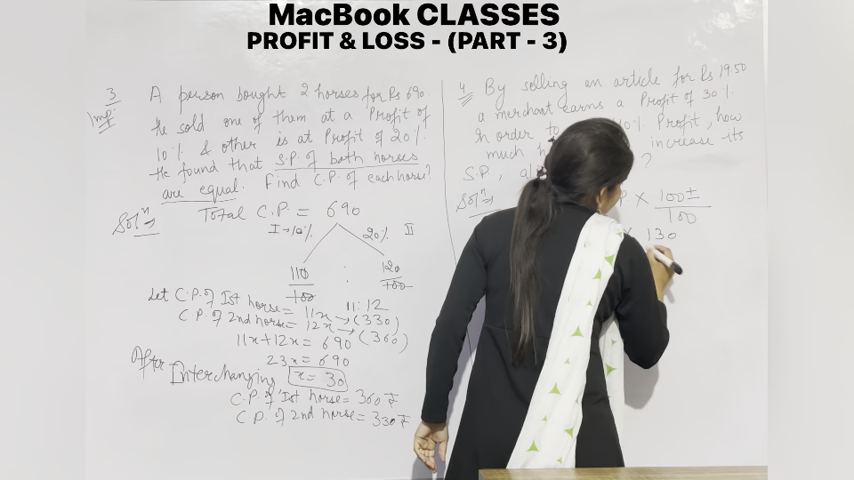 MacBook CLASSES
PROFIT & LOSS - (PART - 3)
3
Imp
A person bought 2 horses for Rs 690.
He sold one of them at a Profit of
10% & other is at Profit of 20%.
He found that S.P. of both horses
are equal. Find C.P. of each horse?
Solⁿ
Total C.P = 690
I → 10% 20% II
110/100 : 120/100
11 : 12
Let C.P. of Ist horse = 11x → (330)
C.P. of 2nd horse = 12x → (360)
11x + 12x = 690
23x = 690
x = 30
After Interchanging
C.P. of Ist horse = 360 ₹
C.P. of 2nd horse = 330 ₹
4
By selling an article for Rs 19.50
a merchant earns a Profit of 30%.
In order to 40% Profit, how
much increase its
S.P. ?
Solⁿ
P × 100±/100
× 130